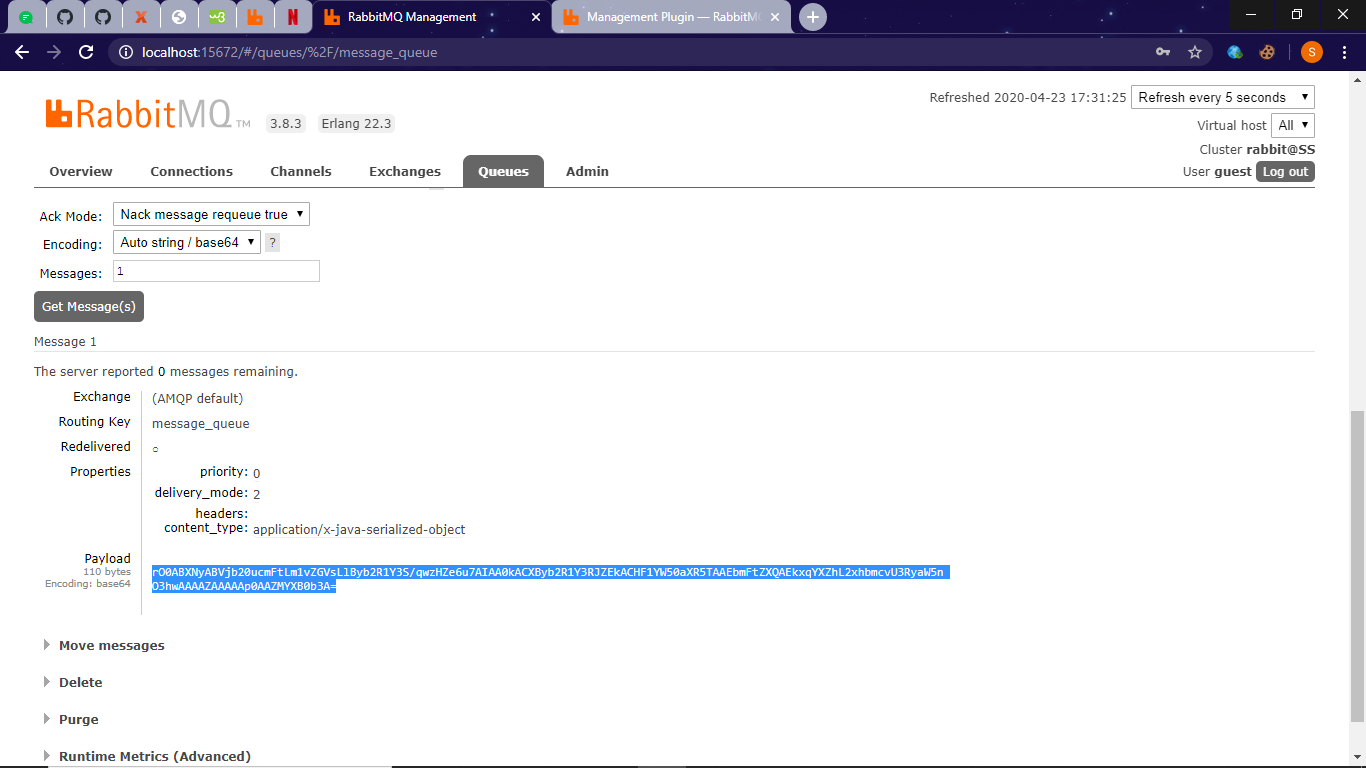 RabbitMQ Management
Management Plugin — RabbitM
localhost:15672/#/queues/%2F/message_queue
S
RabbitMQ TM
3.8.3
Erlang 22.3
Refreshed 2020-04-23 17:31:25
Refresh every 5 seconds
Virtual host
All
Cluster rabbit@SS
User guest
Log out
Overview
Connections
Channels
Exchanges
Queues
Admin
Ack Mode:
Nack message requeue true
Encoding:
Auto string / base64
?
Messages:
1
Get Message(s)
Message 1
The server reported 0 messages remaining.
Exchange
(AMQP default)
Routing Key
message_queue
Redelivered
○
Properties
priority: 0
delivery_mode: 2
headers:
content_type: application/x-java-serialized-object
Payload
110 bytes
Encoding: base64
rO0ABXNyABVjb20ucmFtLm1vZGVsLlByb2R1Y3S/qwzHZe6u7AIAA0kACXByb2R1Y3RJZEkACHF1YW50aXR5TAAEbmFtZXQAEkxqYXZhL2xhbmcvU3RyaW5n
O3hwAAAAZAAAAAp0AAZMYXB0b3A=
Move messages
Delete
Purge
Runtime Metrics (Advanced)